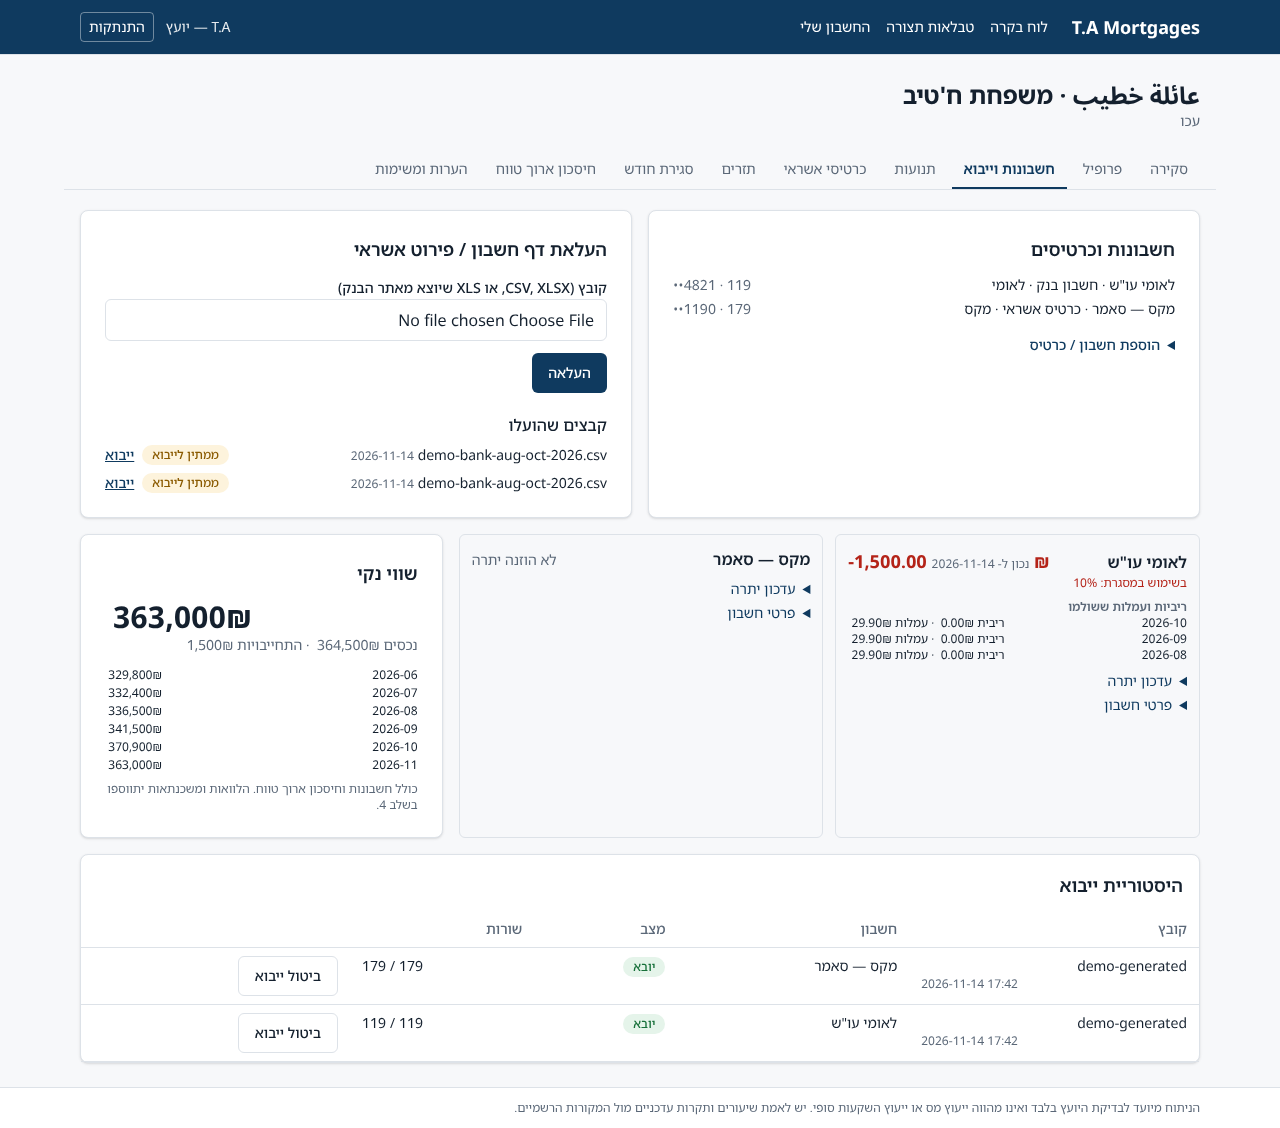 T.A Mortgages לוח בקרה טבלאות תצורה החשבון שלי T.A — יועץ התנתקות
عائلة خطيب · משפחת ח'טיב
עכו
סקירה פרופיל חשבונות וייבוא תנועות כרטיסי אשראי תזרים סגירת חודש חיסכון ארוך טווח הערות ומשימות
חשבונות וכרטיסים
לאומי עו"ש · חשבון בנק · לאומי ••4821 · 119
מקס — סאמר · כרטיס אשראי · מקס ••1190 · 179
הוספת חשבון / כרטיס
העלאת דף חשבון / פירוט אשראי
קובץ (CSV, XLSX, או XLS שיוצא מאתר הבנק)
Choose File No file chosen
העלאה
קבצים שהועלו
demo-bank-aug-oct-2026.csv 2026-11-14 ממתין לייבוא ייבוא
demo-bank-aug-oct-2026.csv 2026-11-14 ממתין לייבוא ייבוא
לאומי עו"ש ₪ נכון ל- 2026-11-14 -1,500.00
בשימוש במסגרת: 10%
ריביות ועמלות ששולמו
2026-10 ריבית ₪0.00 · עמלות ₪29.90
2026-09 ריבית ₪0.00 · עמלות ₪29.90
2026-08 ריבית ₪0.00 · עמלות ₪29.90
עדכון יתרה
פרטי חשבון
מקס — סאמר לא הוזנה יתרה
עדכון יתרה
פרטי חשבון
שווי נקי
363,000₪
נכסים ₪364,500 · התחייבויות ₪1,500
2026-06 329,800₪
2026-07 332,400₪
2026-08 336,500₪
2026-09 341,500₪
2026-10 370,900₪
2026-11 363,000₪
כולל חשבונות וחיסכון ארוך טווח. הלוואות ומשכנתאות יתווספו
בשלב 4.
היסטוריית ייבוא
קובץ חשבון מצב שורות
demo-generated 2026-11-14 17:42 מקס — סאמר יובא 179 / 179 ביטול ייבוא
demo-generated 2026-11-14 17:42 לאומי עו"ש יובא 119 / 119 ביטול ייבוא
הניתוח מיועד לבדיקת היועץ בלבד ואינו מהווה ייעוץ מס או ייעוץ השקעות סופי. יש לאמת שיעורים ותקרות עדכניים מול המקורות הרשמיים.